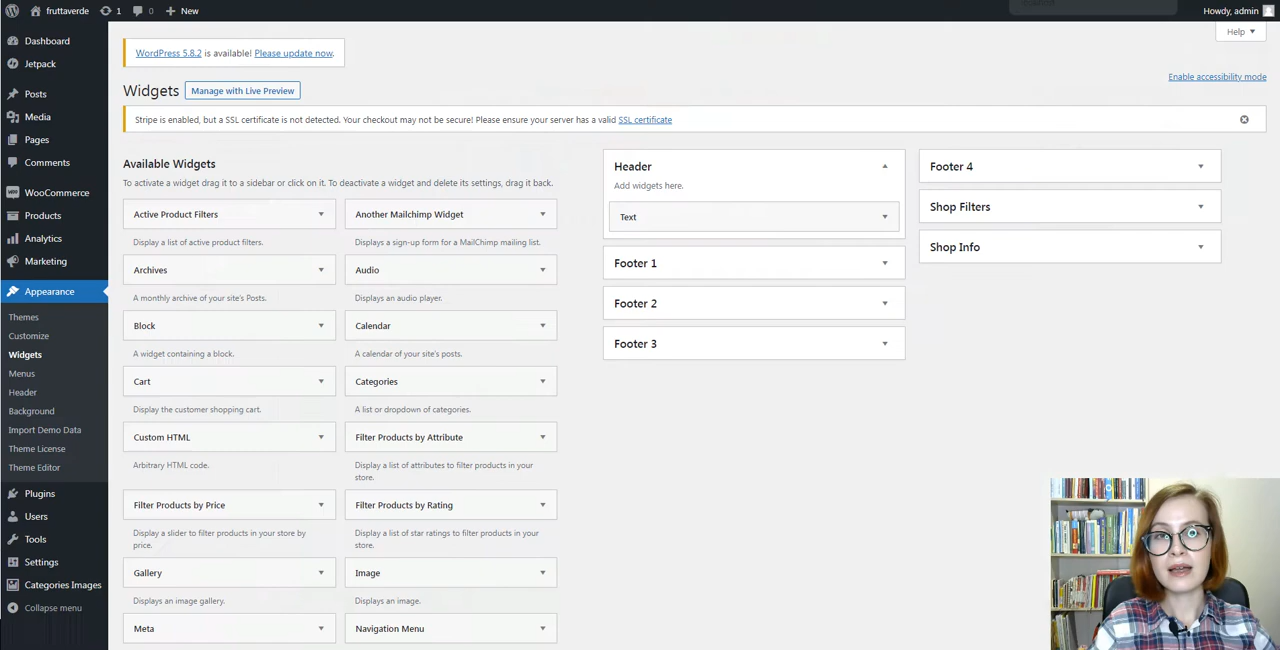 fruttaverde
1
0
New
Howdy, admin
Dashboard
Jetpack
Posts
Media
Pages
Comments
WooCommerce
Products
Analytics
Marketing
Appearance
Themes
Customize
Widgets
Menus
Header
Background
Import Demo Data
Theme License
Theme Editor
Plugins
Users
Tools
Settings
Categories Images
Collapse menu
Help
WordPress 5.8.2 is available! Please update now.
Enable accessibility mode
Widgets
Manage with Live Preview
Stripe is enabled, but a SSL certificate is not detected. Your checkout may not be secure! Please ensure your server has a valid SSL certificate
Available Widgets
To activate a widget drag it to a sidebar or click on it. To deactivate a widget and delete its settings, drag it back.
Active Product Filters
Display a list of active product filters.
Another Mailchimp Widget
Displays a sign-up form for a MailChimp mailing list.
Archives
A monthly archive of your site's Posts.
Audio
Displays an audio player.
Block
A widget containing a block.
Calendar
A calendar of your site's posts.
Cart
Display the customer shopping cart.
Categories
A list or dropdown of categories.
Custom HTML
Arbitrary HTML code.
Filter Products by Attribute
Display a list of attributes to filter products in your
store.
Filter Products by Price
Display a slider to filter products in your store by
price.
Filter Products by Rating
Display a list of star ratings to filter products in your
store.
Gallery
Displays an image gallery.
Image
Displays an image.
Meta
Navigation Menu
Header
Add widgets here.
Text
Footer 1
Footer 2
Footer 3
Footer 4
Shop Filters
Shop Info